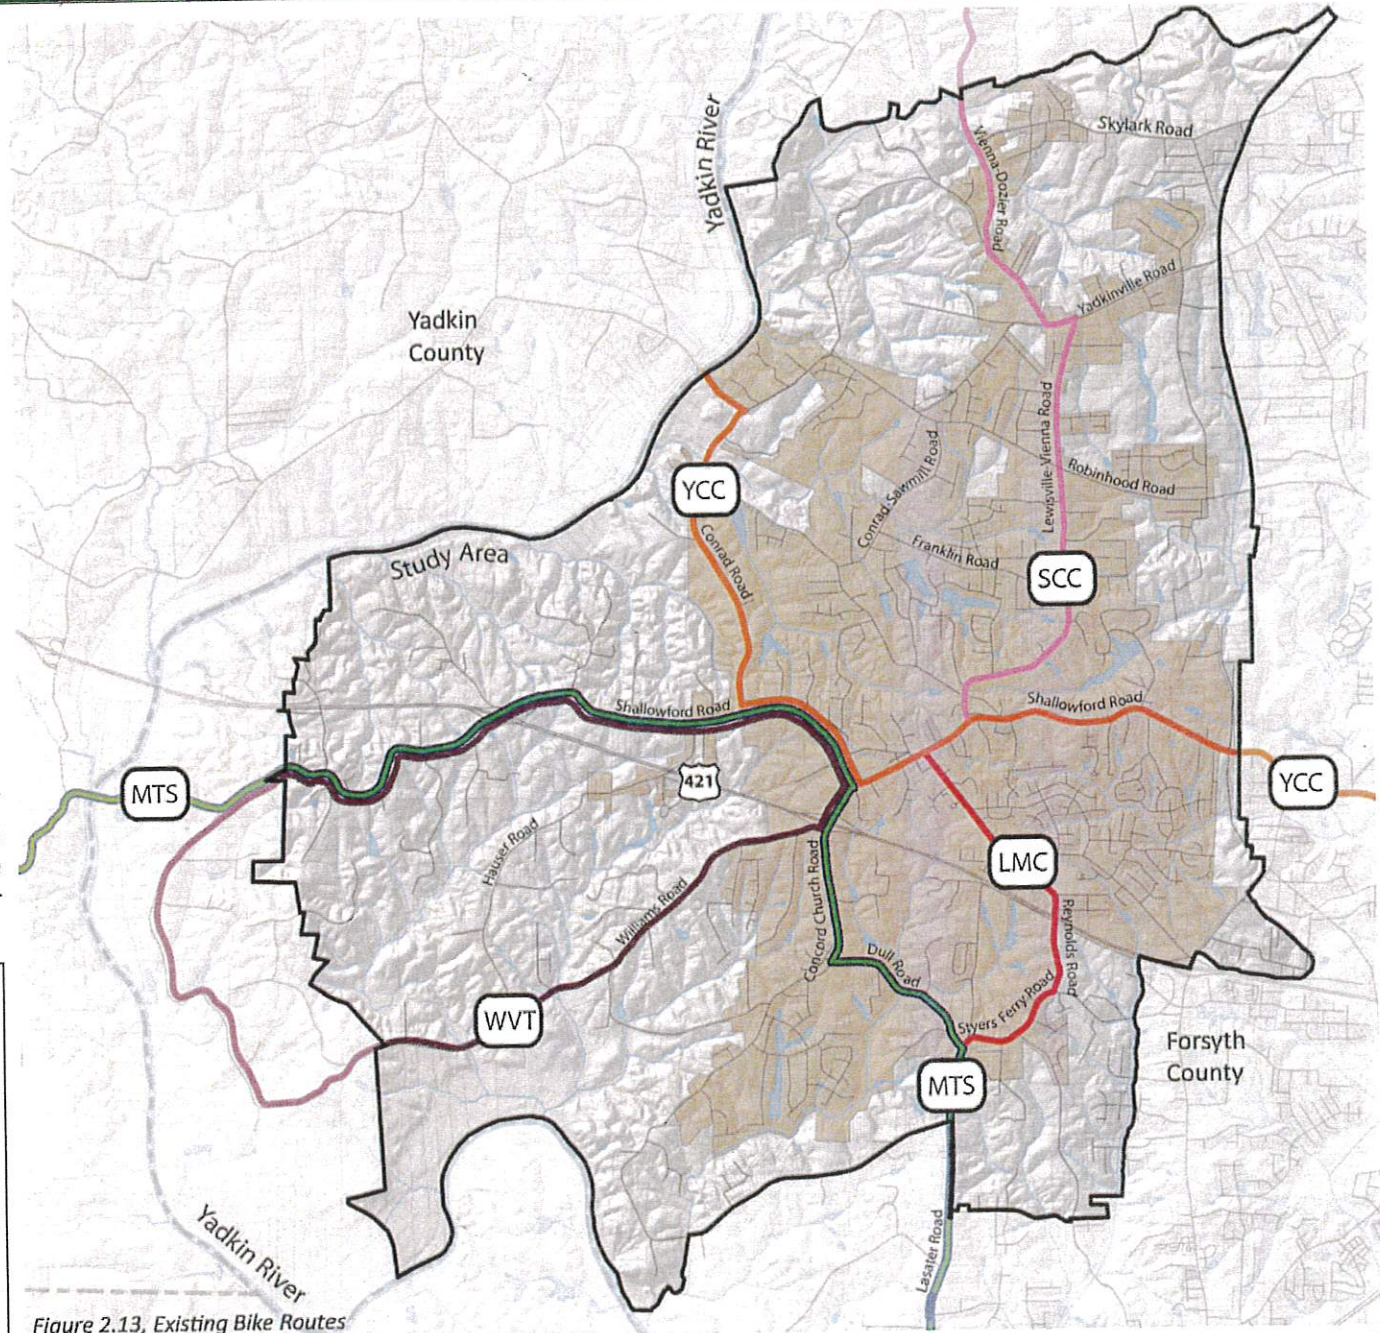 Skylark Road
Yadkin River
Vienna-Dozier Road
Yadkinville Road
Yadkin
County
Lewisville-Vienna Road
Conrad-Sawmill Road
Robinhood Road
YCC
Conrad Road
Franklin Road
Study Area
SCC
Shallowford Road
Shallowford Road
MTS
421
YCC
Hauser Road
LMC
Williams Road
Concord Church Road
Reynolds Road
Dull Road
WVT
Styers Ferry Road
Forsyth
County
MTS
Yadkin River
Lasater Road
Figure 2.13, Existing Bike Routes